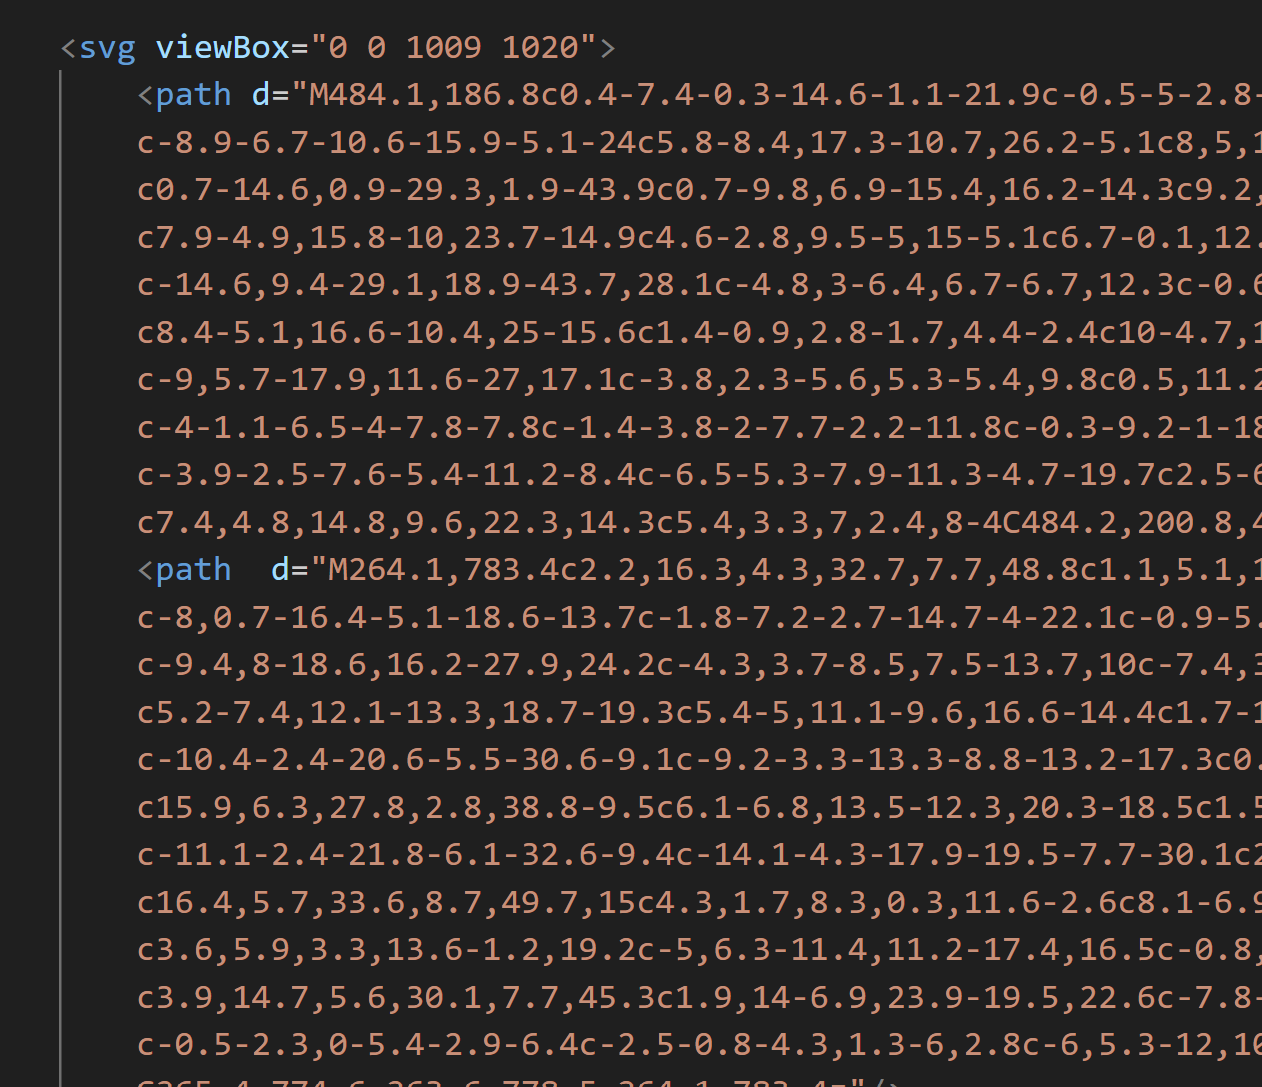 <svg viewBox="0 0 1009 1020">
<path d="M484.1,186.8c0.4-7.4-0.3-14.6-1.1-21.9c-0.5-5-2.8-
c-8.9-6.7-10.6-15.9-5.1-24c5.8-8.4,17.3-10.7,26.2-5.1c8,5,1
c0.7-14.6,0.9-29.3,1.9-43.9c0.7-9.8,6.9-15.4,16.2-14.3c9.2,
c7.9-4.9,15.8-10,23.7-14.9c4.6-2.8,9.5-5,15-5.1c6.7-0.1,12.
c-14.6,9.4-29.1,18.9-43.7,28.1c-4.8,3-6.4,6.7-6.7,12.3c-0.6
c8.4-5.1,16.6-10.4,25-15.6c1.4-0.9,2.8-1.7,4.4-2.4c10-4.7,1
c-9,5.7-17.9,11.6-27,17.1c-3.8,2.3-5.6,5.3-5.4,9.8c0.5,11.2
c-4-1.1-6.5-4-7.8-7.8c-1.4-3.8-2-7.7-2.2-11.8c-0.3-9.2-1-18
c-3.9-2.5-7.6-5.4-11.2-8.4c-6.5-5.3-7.9-11.3-4.7-19.7c2.5-6
c7.4,4.8,14.8,9.6,22.3,14.3c5.4,3.3,7,2.4,8-4C484.2,200.8,4
<path  d="M264.1,783.4c2.2,16.3,4.3,32.7,7.7,48.8c1.1,5.1,1
c-8,0.7-16.4-5.1-18.6-13.7c-1.8-7.2-2.7-14.7-4-22.1c-0.9-5.
c-9.4,8-18.6,16.2-27.9,24.2c-4.3,3.7-8.5,7.5-13.7,10c-7.4,3
c5.2-7.4,12.1-13.3,18.7-19.3c5.4-5,11.1-9.6,16.6-14.4c1.7-1
c-10.4-2.4-20.6-5.5-30.6-9.1c-9.2-3.3-13.3-8.8-13.2-17.3c0.
c15.9,6.3,27.8,2.8,38.8-9.5c6.1-6.8,13.5-12.3,20.3-18.5c1.5
c-11.1-2.4-21.8-6.1-32.6-9.4c-14.1-4.3-17.9-19.5-7.7-30.1c2
c16.4,5.7,33.6,8.7,49.7,15c4.3,1.7,8.3,0.3,11.6-2.6c8.1-6.9
c3.6,5.9,3.3,13.6-1.2,19.2c-5,6.3-11.4,11.2-17.4,16.5c-0.8,
c3.9,14.7,5.6,30.1,7.7,45.3c1.9,14-6.9,23.9-19.5,22.6c-7.8-
c-0.5-2.3,0-5.4-2.9-6.4c-2.5-0.8-4.3,1.3-6,2.8c-6,5.3-12,10
C265.4,774.6,263.6,778.5,264.1,783.4z"/>